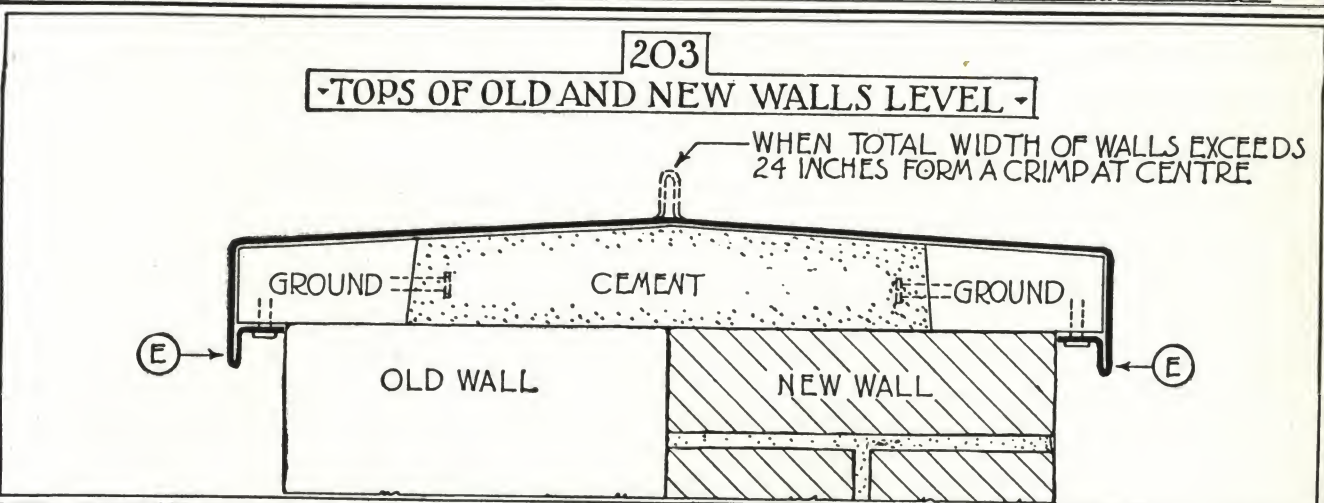 203
-TOPS OF OLD AND NEW WALLS LEVEL-
WHEN TOTAL WIDTH OF WALLS EXCEEDS
24 INCHES FORM A CRIMP AT CENTRE
GROUND
CEMENT
GROUND
E
E
OLD WALL
NEW WALL